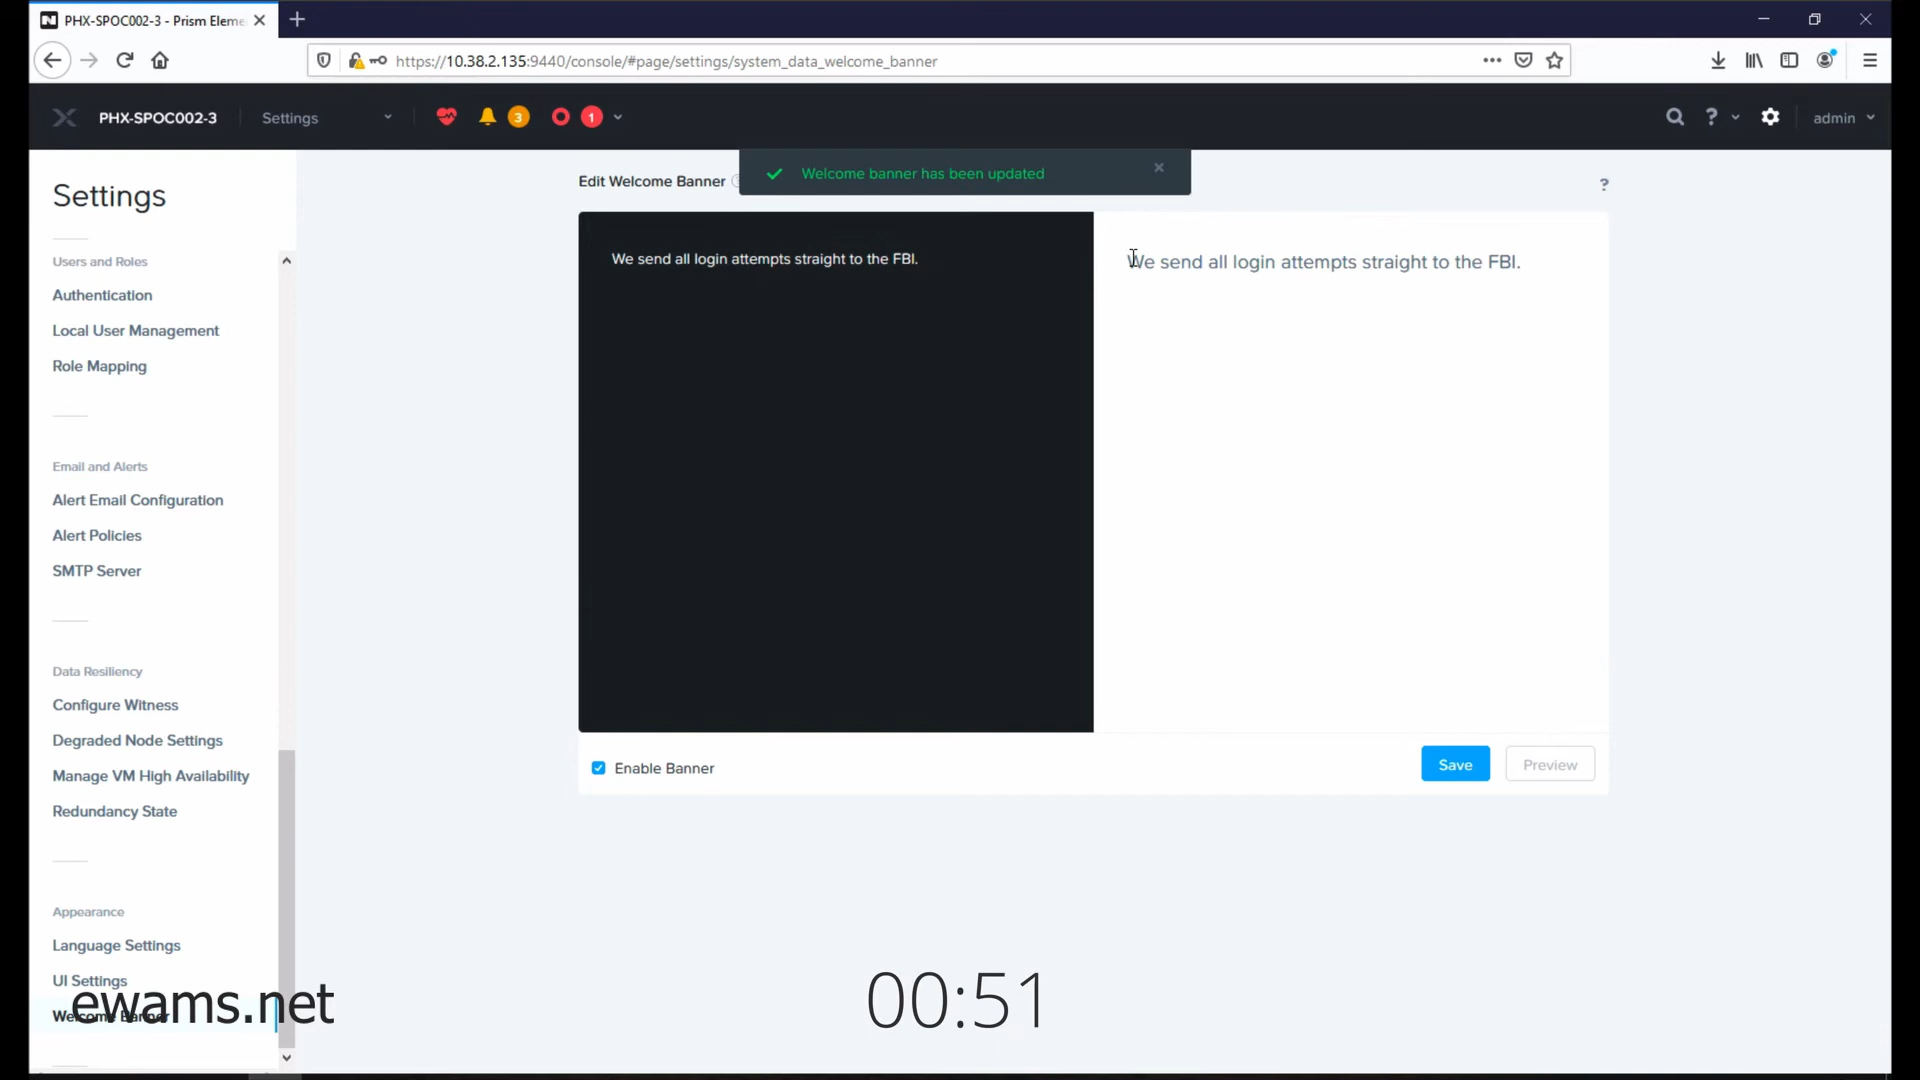 PHX-SPOC002-3 - Prism Eleme
https://10.38.2.135:9440/console/#page/settings/system_data_welcome_banner
PHX-SPOC002-3
Settings
3
1
?
admin
Settings
Edit Welcome Banner
?
Welcome banner has been updated
?
Users and Roles
Authentication
Local User Management
Role Mapping
Email and Alerts
Alert Email Configuration
Alert Policies
SMTP Server
Data Resiliency
Configure Witness
Degraded Node Settings
Manage VM High Availability
Redundancy State
Appearance
Language Settings
UI Settings
Welcome Banner
We send all login attempts straight to the FBI.
We send all login attempts straight to the FBI.
Enable Banner
Save
Preview
ewams.net
00:51